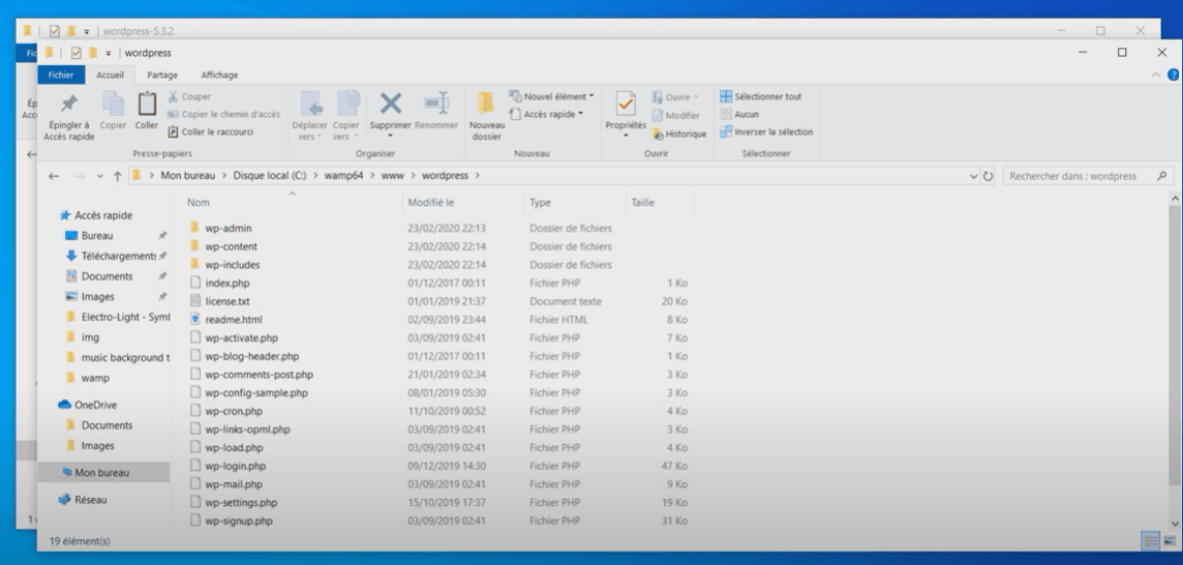 wordpress-5.3.2
wordpress
Fichier Accueil Partage Affichage
Épingler à Accès rapide
Copier
Coller
Couper
Copier le chemin d'accès
Coller le raccourci
Presse-papiers
Déplacer vers
Copier vers
Supprimer
Renommer
Organiser
Nouveau dossier
Nouvel élément
Accès rapide
Nouveau
Propriétés
Ouvrir
Modifier
Historique
Ouvrir
Sélectionner tout
Aucun
Inverser la sélection
Sélectionner
Mon bureau > Disque local (C:) > wamp64 > www > wordpress >
Rechercher dans : wordpress
Accès rapide
Bureau
Téléchargements
Documents
Images
Electro-Light - Syml
img
music background t
wamp
OneDrive
Documents
Images
Mon bureau
Réseau
Nom Modifié le Type Taille
wp-admin 23/02/2020 22:13 Dossier de fichiers
wp-content 23/02/2020 22:14 Dossier de fichiers
wp-includes 23/02/2020 22:14 Dossier de fichiers
index.php 01/12/2017 00:11 Fichier PHP 1 Ko
license.txt 01/01/2019 21:37 Document texte 20 Ko
readme.html 02/09/2019 23:44 Fichier HTML 8 Ko
wp-activate.php 03/09/2019 02:41 Fichier PHP 7 Ko
wp-blog-header.php 01/12/2017 00:11 Fichier PHP 1 Ko
wp-comments-post.php 21/01/2019 02:34 Fichier PHP 3 Ko
wp-config-sample.php 08/01/2019 05:30 Fichier PHP 3 Ko
wp-cron.php 11/10/2019 00:52 Fichier PHP 4 Ko
wp-links-opml.php 03/09/2019 02:41 Fichier PHP 3 Ko
wp-load.php 03/09/2019 02:41 Fichier PHP 4 Ko
wp-login.php 09/12/2019 14:30 Fichier PHP 47 Ko
wp-mail.php 03/09/2019 02:41 Fichier PHP 9 Ko
wp-settings.php 15/10/2019 17:37 Fichier PHP 19 Ko
wp-signup.php 03/09/2019 02:41 Fichier PHP 31 Ko
19 élément(s)